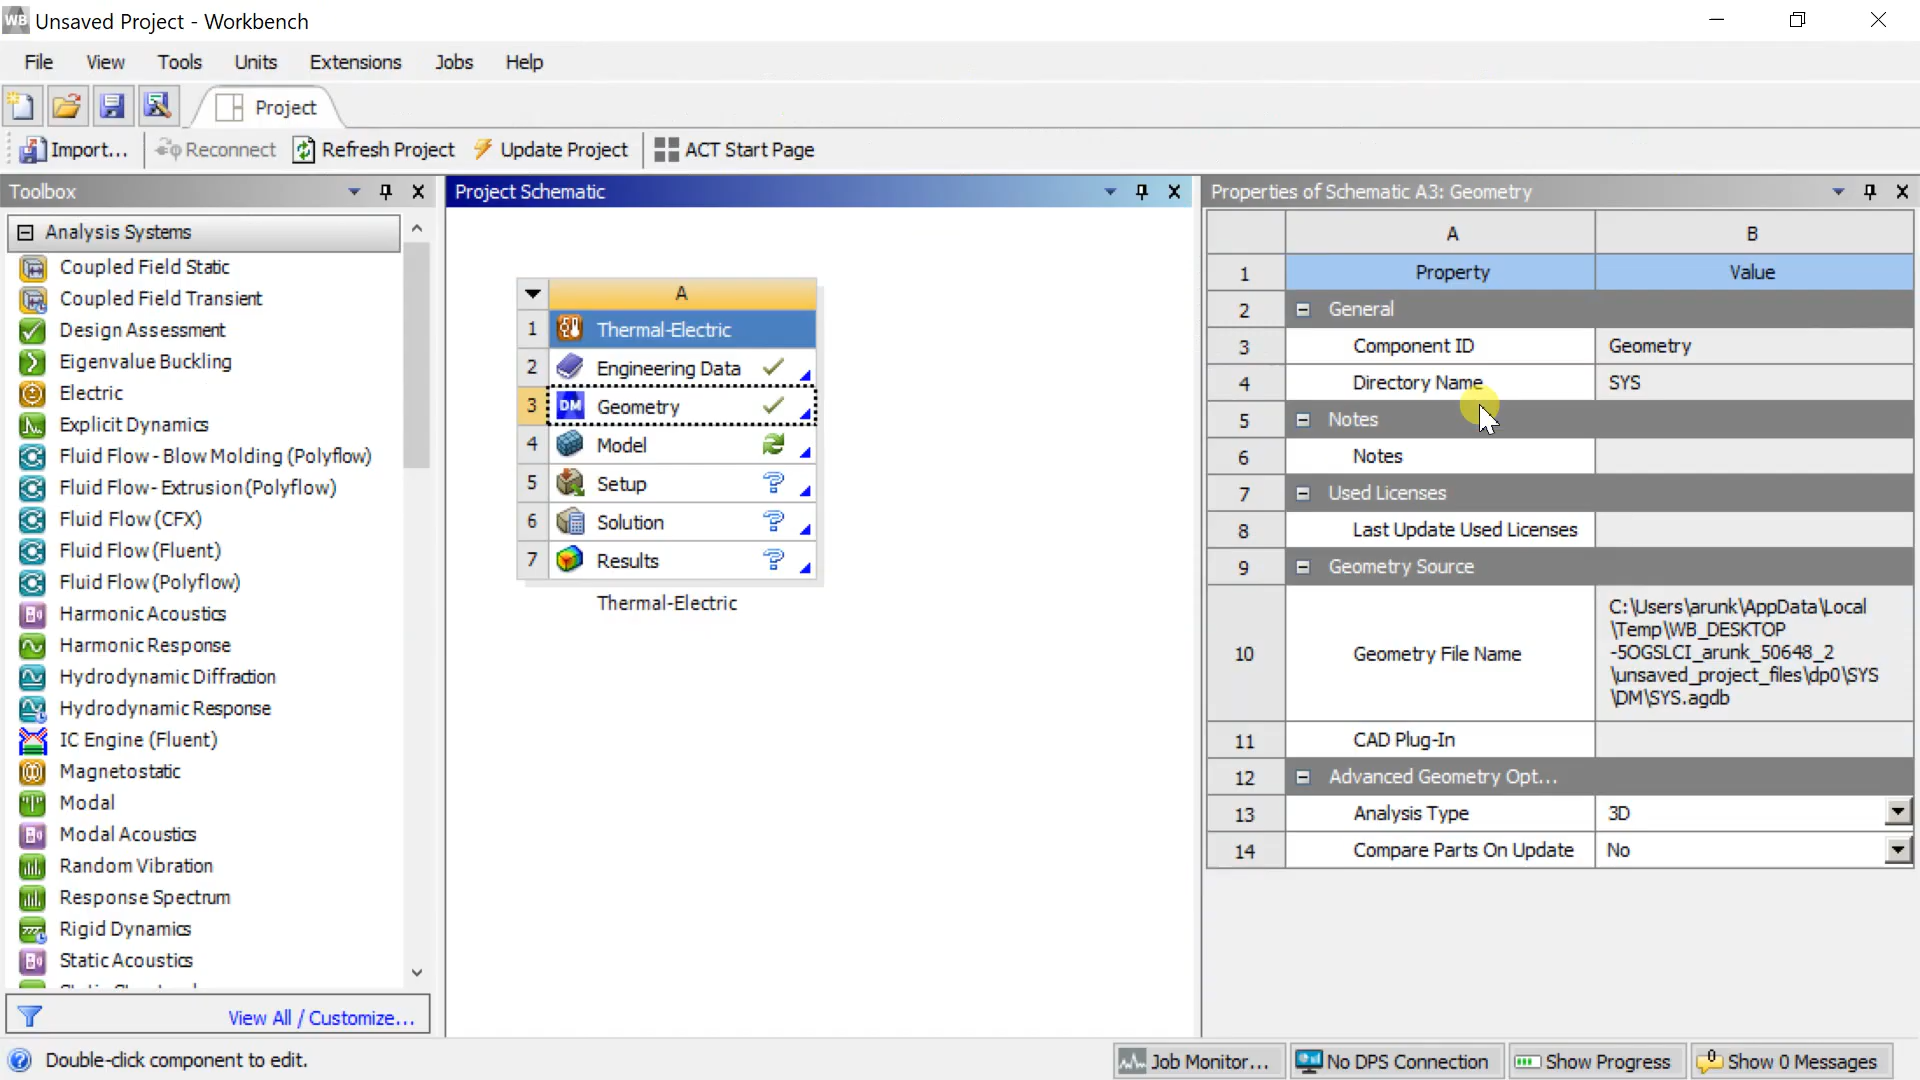 WB Unsaved Project - Workbench
File View Tools Units Extensions Jobs Help
Project
Import... Reconnect Refresh Project Update Project ACT Start Page
Toolbox
Analysis Systems
Coupled Field Static
Coupled Field Transient
Design Assessment
Eigenvalue Buckling
Electric
Explicit Dynamics
Fluid Flow - Blow Molding (Polyflow)
Fluid Flow - Extrusion (Polyflow)
Fluid Flow (CFX)
Fluid Flow (Fluent)
Fluid Flow (Polyflow)
Harmonic Acoustics
Harmonic Response
Hydrodynamic Diffraction
Hydrodynamic Response
IC Engine (Fluent)
Magnetostatic
Modal
Modal Acoustics
Random Vibration
Response Spectrum
Rigid Dynamics
Static Acoustics
View All / Customize...
Project Schematic
A
1 Thermal-Electric
2 Engineering Data
3 DM Geometry
4 Model
5 Setup
6 Solution
7 Results
Thermal-Electric
Properties of Schematic A3: Geometry
A B
1 Property Value
2 General
3 Component ID Geometry
4 Directory Name SYS
5 Notes
6 Notes
7 Used Licenses
8 Last Update Used Licenses
9 Geometry Source
10 Geometry File Name C:\Users\arunk\AppData\Local
\Temp\WB_DESKTOP
-5OGSLCI_arunk_50648_2
\unsaved_project_files\dp0\SYS
\DM\SYS.agdb
11 CAD Plug-In
12 Advanced Geometry Opt...
13 Analysis Type 3D
14 Compare Parts On Update No
Double-click component to edit.
Job Monitor... No DPS Connection Show Progress Show 0 Messages